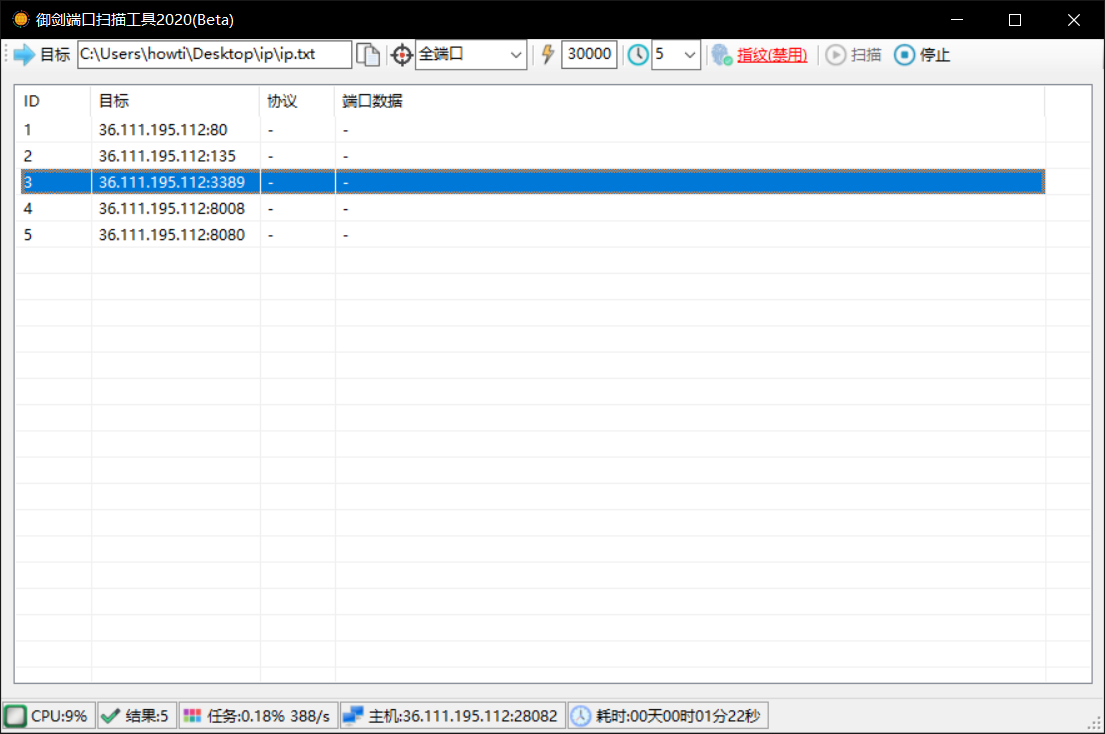 御剑端口扫描工具2020(Beta)
目标 C:\Users\howti\Desktop\ip\ip.txt 全端口 30000 5 指纹(禁用) 扫描 停止
ID 目标 协议 端口数据
1 36.111.195.112:80 - -
2 36.111.195.112:135 - -
3 36.111.195.112:3389 - -
4 36.111.195.112:8008 - -
5 36.111.195.112:8080 - -
CPU:9% 结果:5 任务:0.18% 388/s 主机:36.111.195.112:28082 耗时:00天00时01分22秒